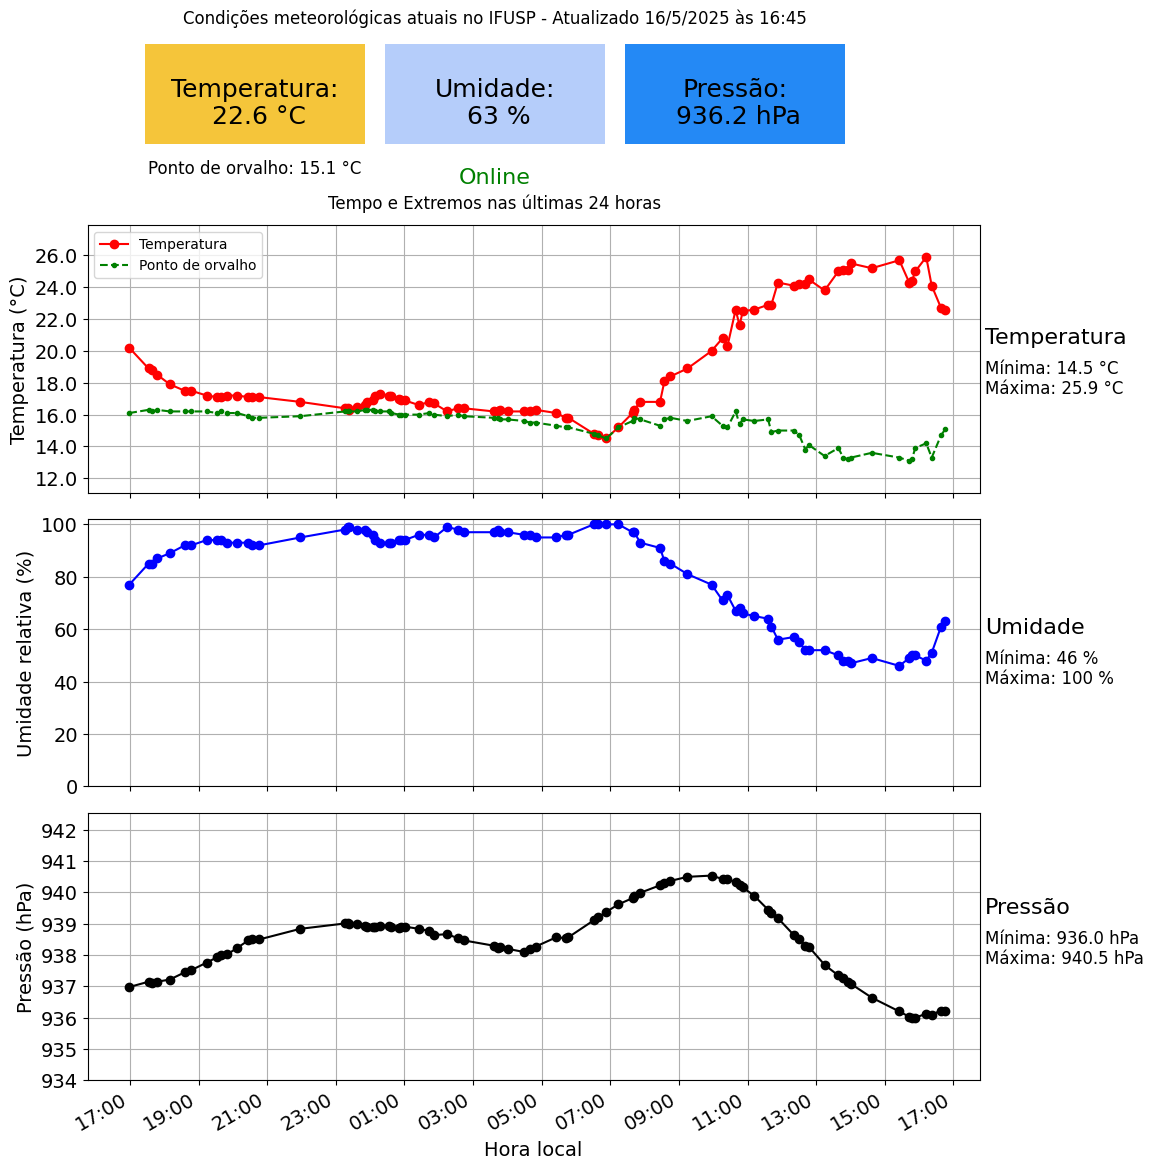 Condições meteorológicas atuais no IFUSP - Atualizado 16/5/2025 às 16:45
Temperatura:
22.6 °C
Umidade:
63 %
Pressão:
936.2 hPa
Ponto de orvalho: 15.1 °C
Online
Tempo e Extremos nas últimas 24 horas
Temperatura (°C)
26.0
24.0
22.0
20.0
18.0
16.0
14.0
12.0
Temperatura
Ponto de orvalho
Temperatura
Mínima: 14.5 °C
Máxima: 25.9 °C
Umidade relativa (%)
100
80
60
40
20
0
Umidade
Mínima: 46 %
Máxima: 100 %
Pressão (hPa)
942
941
940
939
938
937
936
935
934
Pressão
Mínima: 936.0 hPa
Máxima: 940.5 hPa
17:00 19:00 21:00 23:00 01:00 03:00 05:00 07:00 09:00 11:00 13:00 15:00 17:00
Hora local